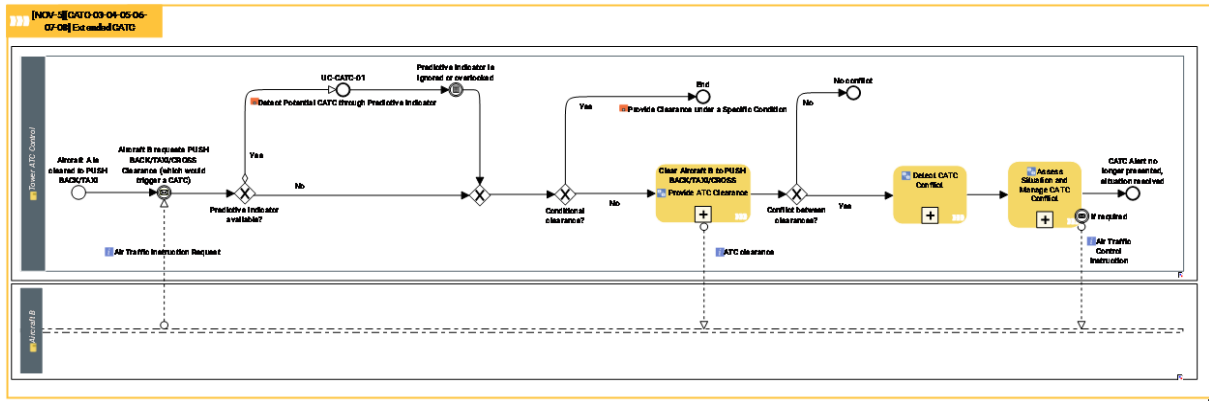 [NOV-5][CATC-03-04-05-06-
07-08] Extended CATC
Tower ATC Control
Aircraft A is
cleared to PUSH
BACK/TAXI
Aircraft B requests PUSH
BACK/TAXI/CROSS
Clearance (which would
trigger a CATC)
Air Traffic Instruction Request
Yes
No
Predictive Indicator
available?
UC-CATC-01
Detect Potential CATC through Predictive Indicator
Predictive Indicator is
ignored or overlooked
Conditional
clearance?
Yes
No
End
Provide Clearance under a Specific Condition
Clear Aircraft B to PUSH
BACK/TAXI/CROSS
Provide ATC Clearance
ATC clearance
Conflict between
clearances?
No
No conflict
Yes
Detect CATC
Conflict
Assess
Situation and
Manage CATC
Conflict
If required
Air Traffic
Control
Instruction
CATC Alert no
longer presented,
situation resolved
Aircraft B